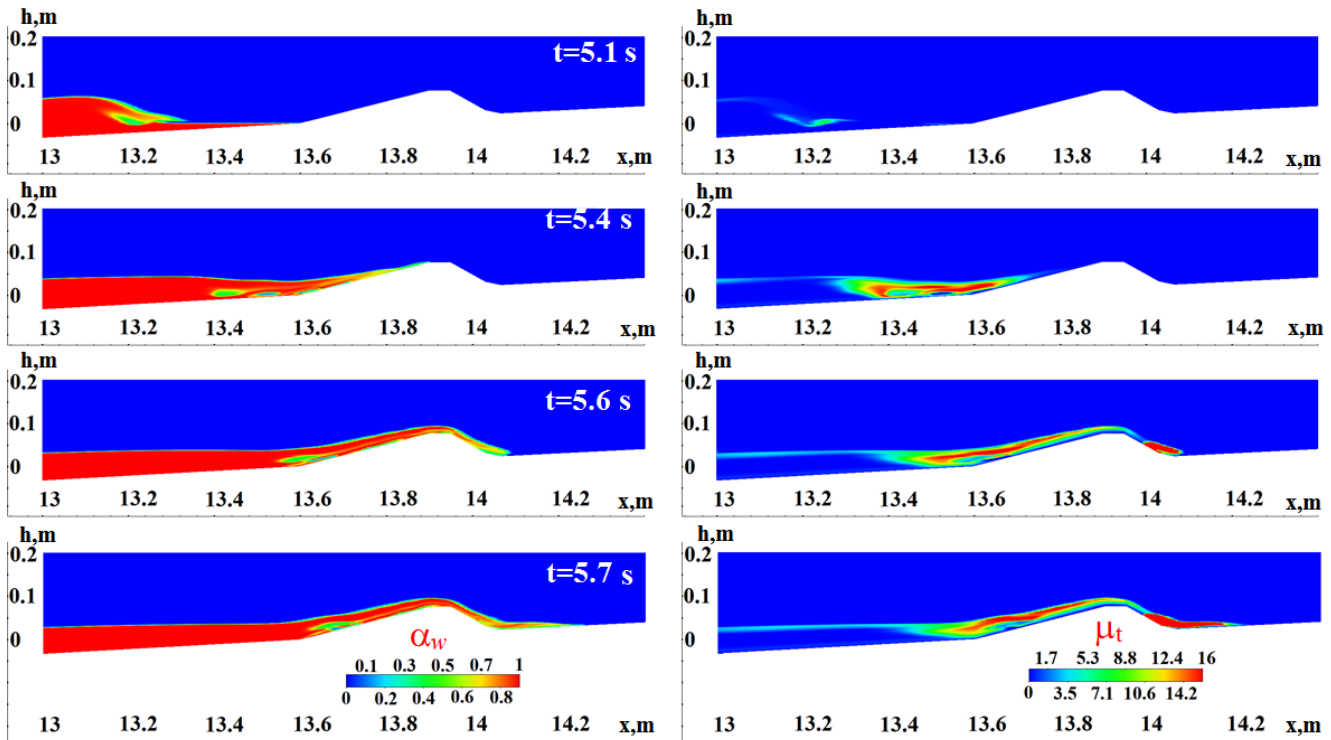 h,m h,m
0.2 t=5.1 s 0.2
0.1 0.1
0 0
13 13.2 13.4 13.6 13.8 14 14.2 x,m 13 13.2 13.4 13.6 13.8 14 14.2 x,m
h,m h,m
0.2 t=5.4 s 0.2
0.1 0.1
0 0
13 13.2 13.4 13.6 13.8 14 14.2 x,m 13 13.2 13.4 13.6 13.8 14 14.2 x,m
h,m h,m
0.2 t=5.6 s 0.2
0.1 0.1
0 0
13 13.2 13.4 13.6 13.8 14 14.2 x,m 13 13.2 13.4 13.6 13.8 14 14.2 x,m
h,m h,m
0.2 t=5.7 s 0.2
0.1 0.1
0 α_w 0 μ_t
0.1 0.3 0.5 0.7 1 1.7 5.3 8.8 12.4 16
0 0.2 0.4 0.6 0.8 0 3.5 7.1 10.6 14.2
13 13.2 13.4 13.6 13.8 14 14.2 x,m 13 13.2 13.4 13.6 13.8 14 14.2 x,m